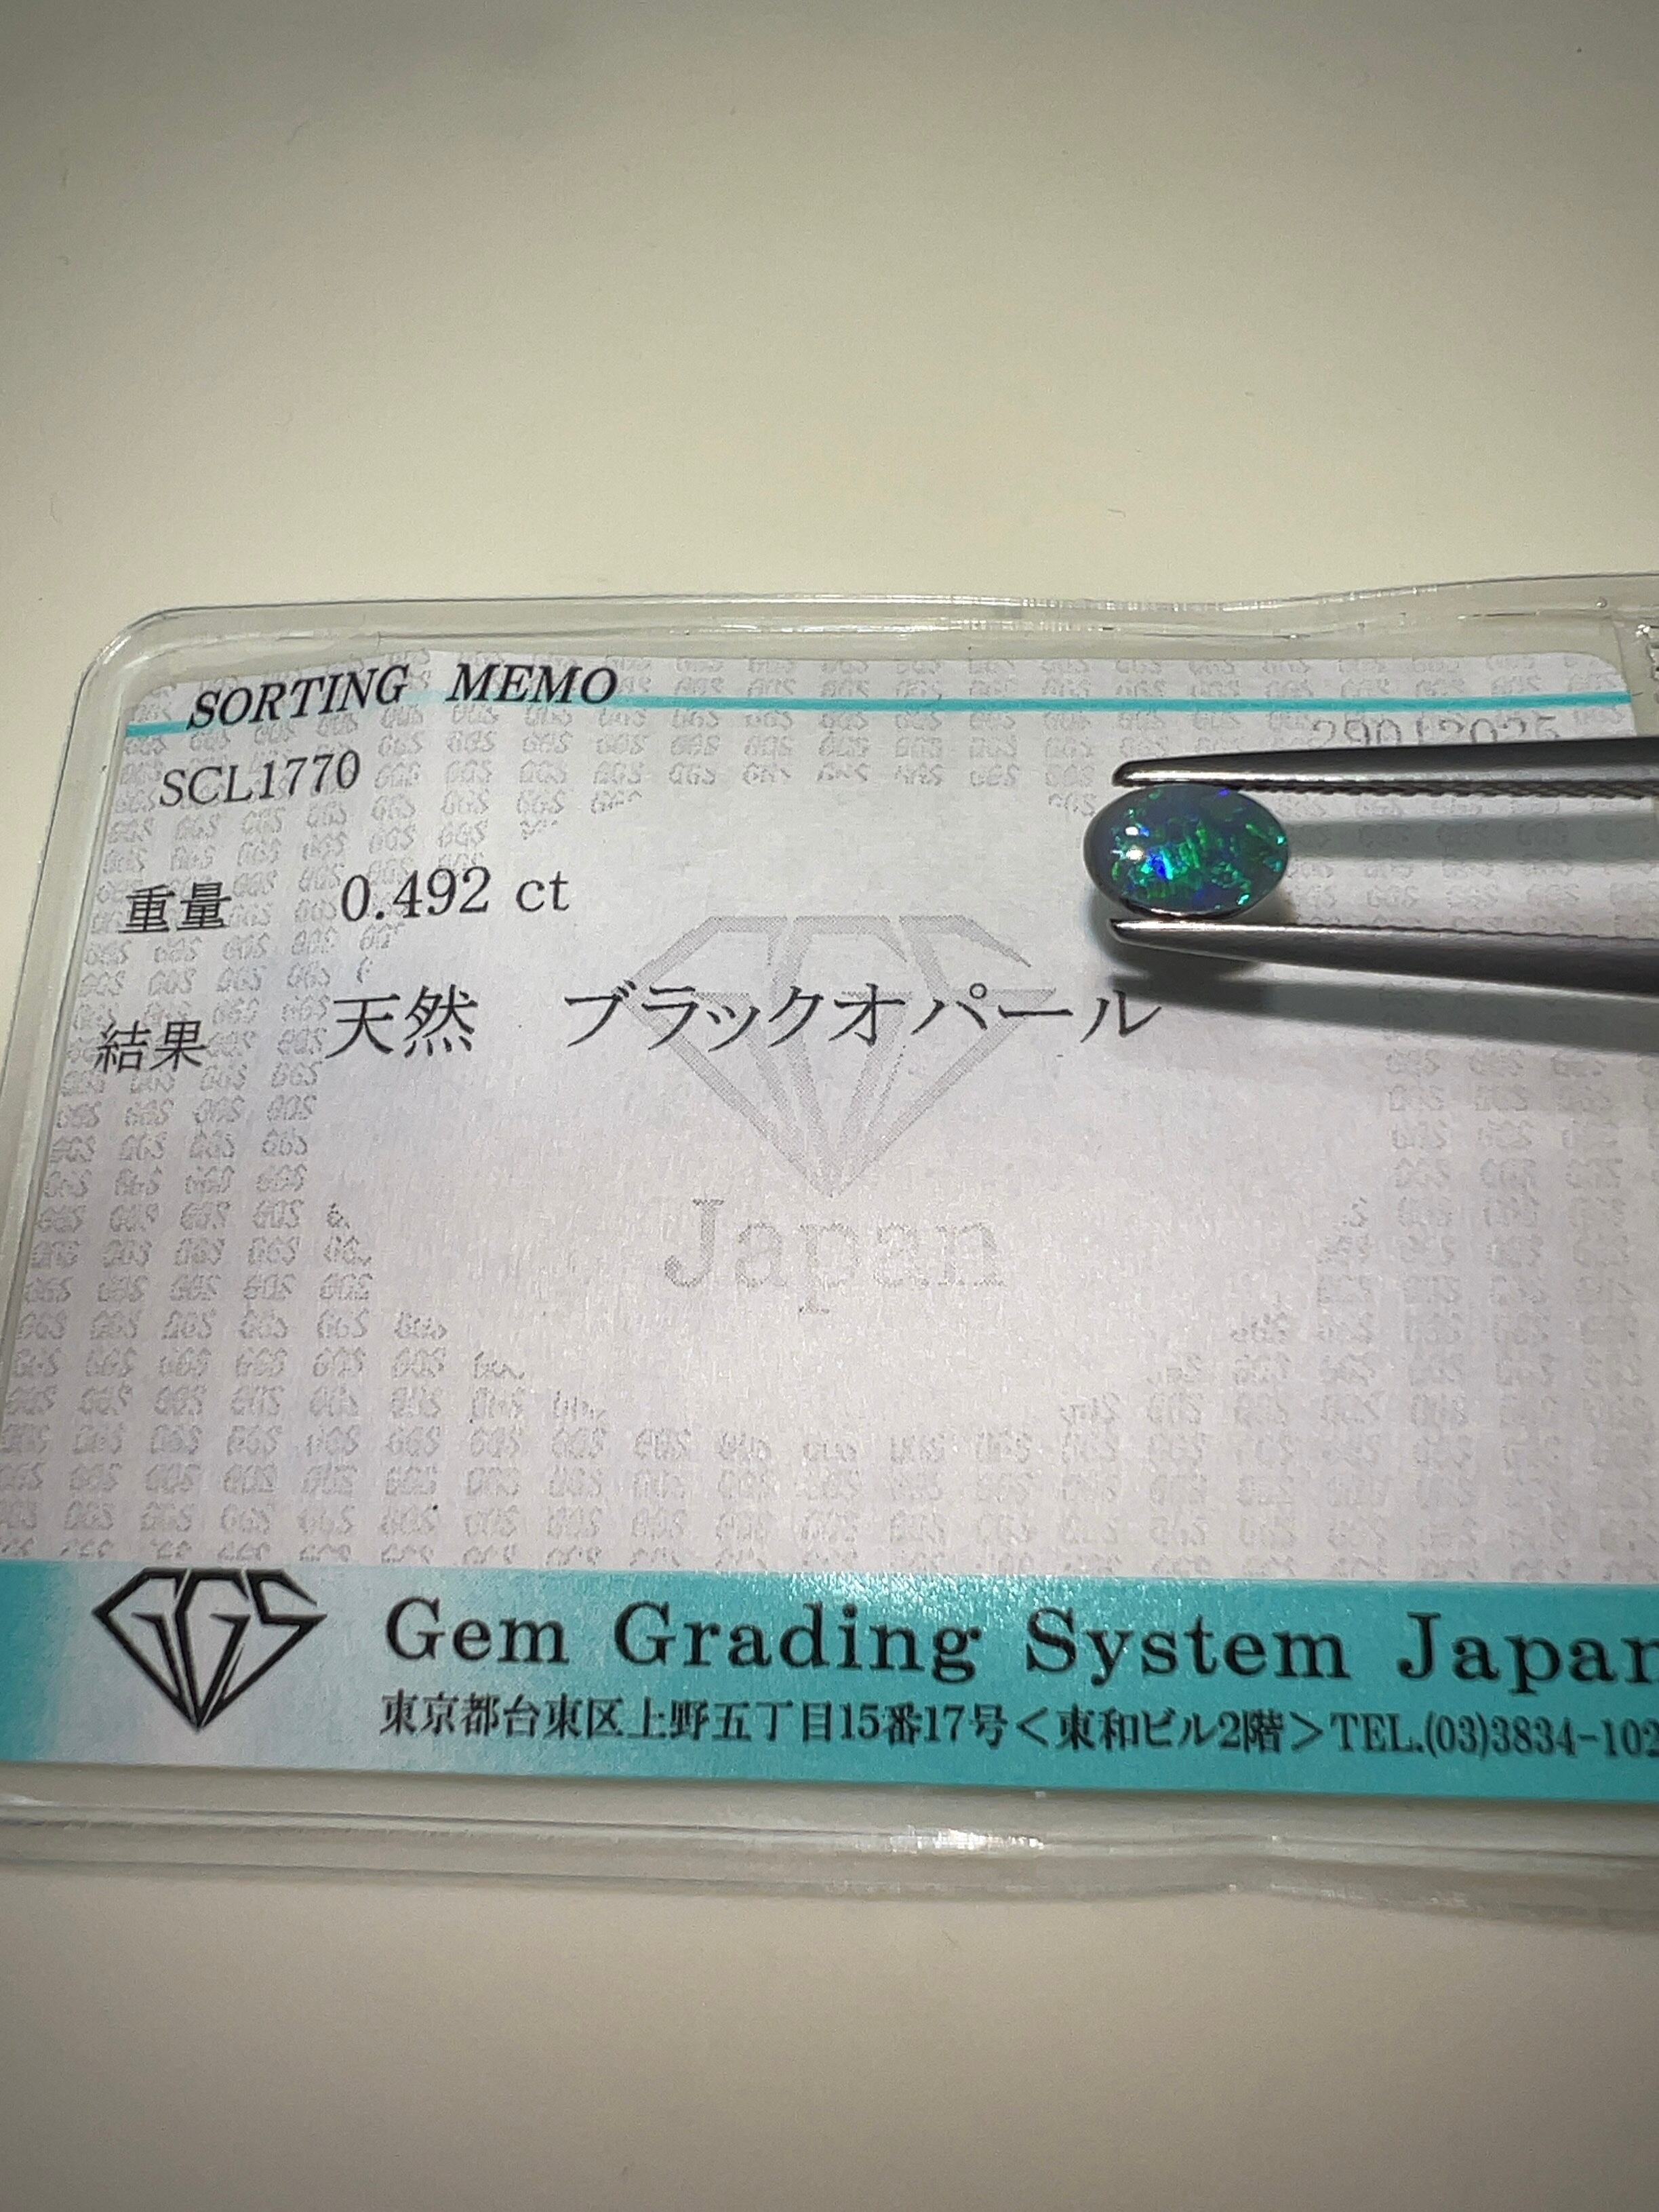 SORTING MEMO
SCL1770
重量 0.492 ct
結果 天然 ブラックオパール
GGS
Japan
GGS Gem Grading System Japan
東京都台東区上野五丁目15番17号＜東和ビル2階＞TEL.(03)3834-102